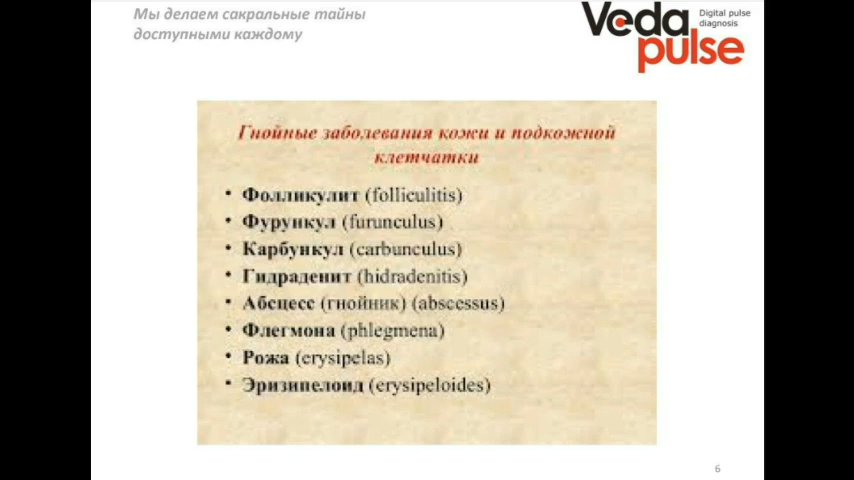 Мы делаем сакральные тайны
доступными каждому
Veda pulse
Digital pulse
diagnosis
Гнойные заболевания кожи и подкожной
клетчатки
• Фолликулит (folliculitis)
• Фурункул (furunculus)
• Карбункул (carbunculus)
• Гидраденит (hidradenitis)
• Абсцесс (гнойник) (abscessus)
• Флегмона (phlegmena)
• Рожа (erysipelas)
• Эризипелоид (erysipeloides)
6